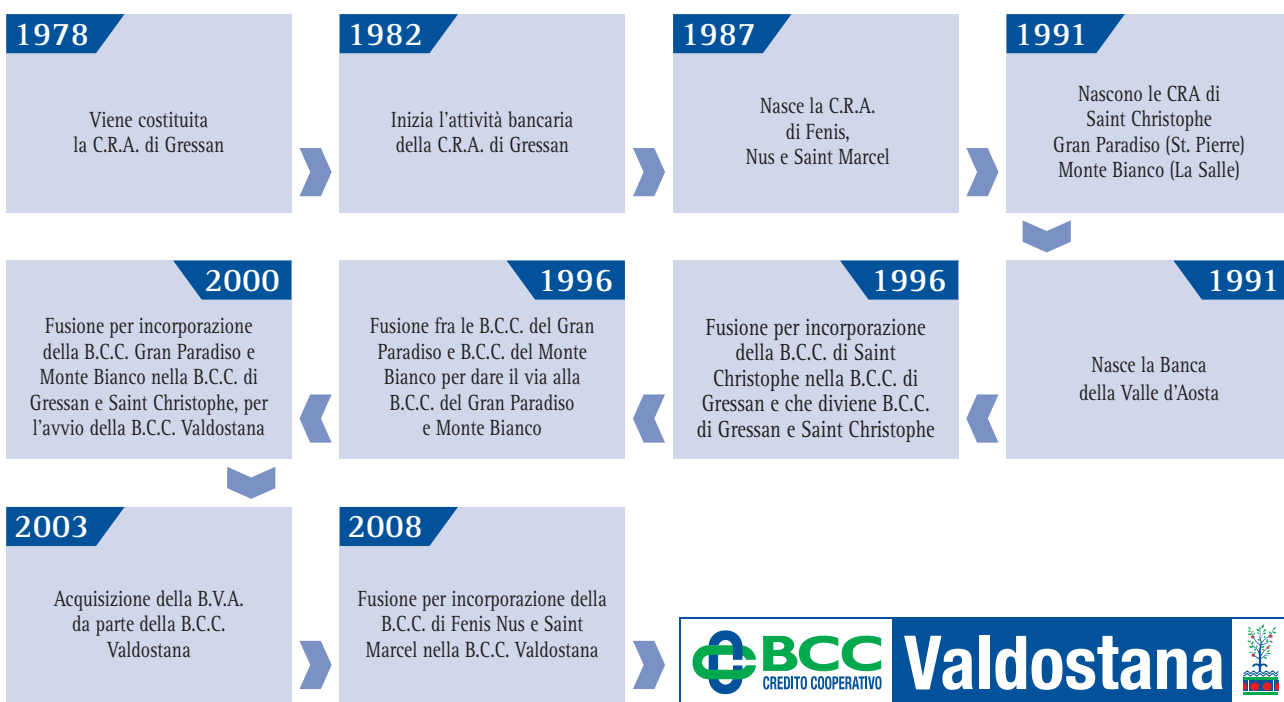 1978
Viene costituita
la C.R.A. di Gressan
1982
Inizia l'attività bancaria
della C.R.A. di Gressan
1987
Nasce la C.R.A.
di Fenis,
Nus e Saint Marcel
1991
Nascono le CRA di
Saint Christophe
Gran Paradiso (St. Pierre)
Monte Bianco (La Salle)
1991
Nasce la Banca
della Valle d'Aosta
1996
Fusione per incorporazione
della B.C.C. di Saint
Christophe nella B.C.C. di
Gressan e che diviene B.C.C.
di Gressan e Saint Christophe
1996
Fusione fra le B.C.C. del Gran
Paradiso e B.C.C. del Monte
Bianco per dare il via alla
B.C.C. del Gran Paradiso
e Monte Bianco
2000
Fusione per incorporazione
della B.C.C. Gran Paradiso e
Monte Bianco nella B.C.C. di
Gressan e Saint Christophe, per
l'avvio della B.C.C. Valdostana
2003
Acquisizione della B.V.A.
da parte della B.C.C.
Valdostana
2008
Fusione per incorporazione della
B.C.C. di Fenis Nus e Saint
Marcel nella B.C.C. Valdostana
BCC
CREDITO COOPERATIVO
Valdostana